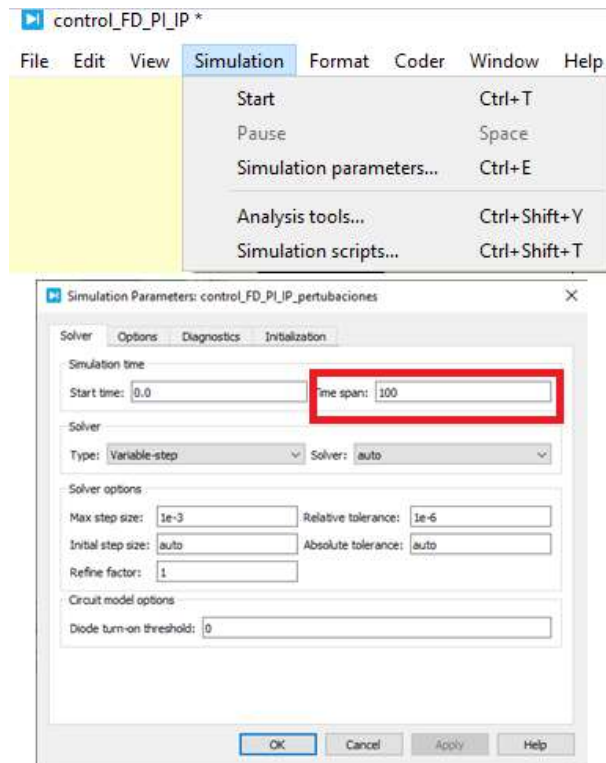 control_FD_PI_IP *
File Edit View Simulation Format Coder Window Help
Start Ctrl+T
Pause Space
Simulation parameters... Ctrl+E
Analysis tools... Ctrl+Shift+Y
Simulation scripts... Ctrl+Shift+T
Simulation Parameters: control_FD_PI_IP_pertubaciones
Solver Options Diagnostics Initialization
Simulation time
Start time: 0.0 Time span: 100
Solver
Type: Variable-step Solver: auto
Solver options
Max step size: 1e-3 Relative tolerance: 1e-6
Initial step size: auto Absolute tolerance: auto
Refine factor: 1
Circuit model options
Diode turn-on threshold: 0
OK Cancel Apply Help